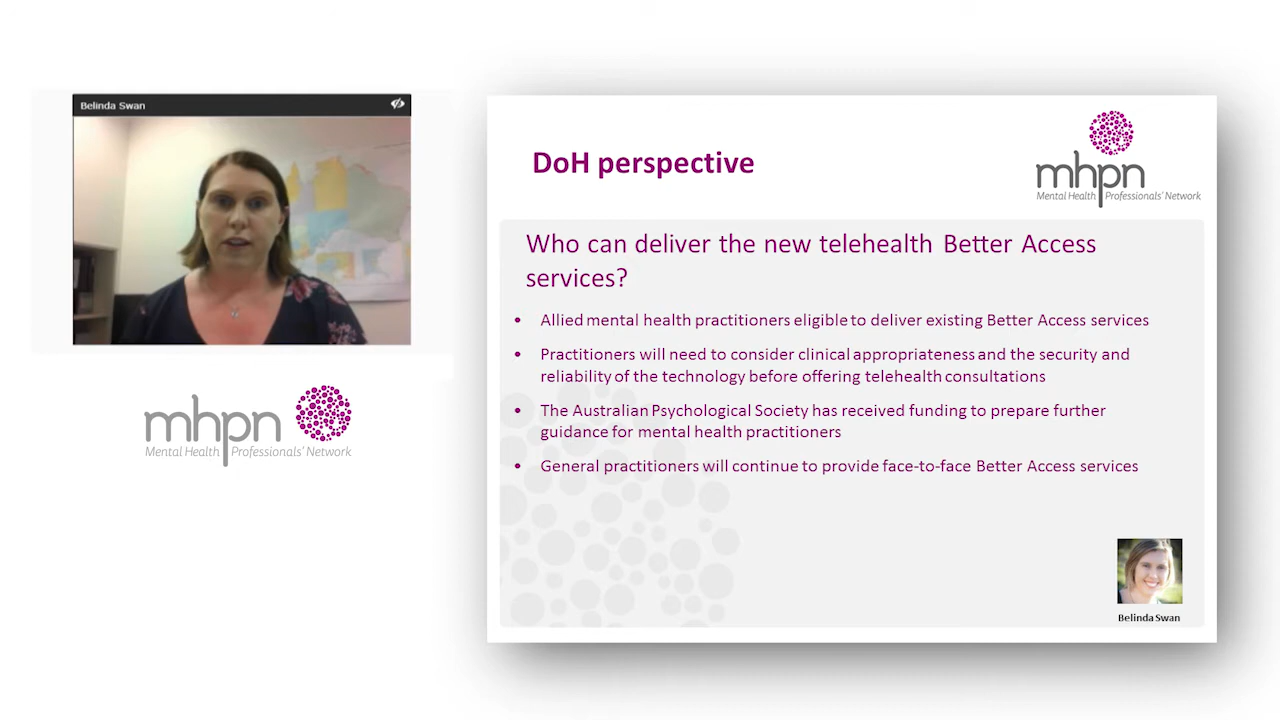 Belinda Swan
mhpn
Mental Health Professionals' Network
DoH perspective
mhpn
Mental Health Professionals' Network
Who can deliver the new telehealth Better Access
services?
• Allied mental health practitioners eligible to deliver existing Better Access services
• Practitioners will need to consider clinical appropriateness and the security and
reliability of the technology before offering telehealth consultations
• The Australian Psychological Society has received funding to prepare further
guidance for mental health practitioners
• General practitioners will continue to provide face-to-face Better Access services
Belinda Swan